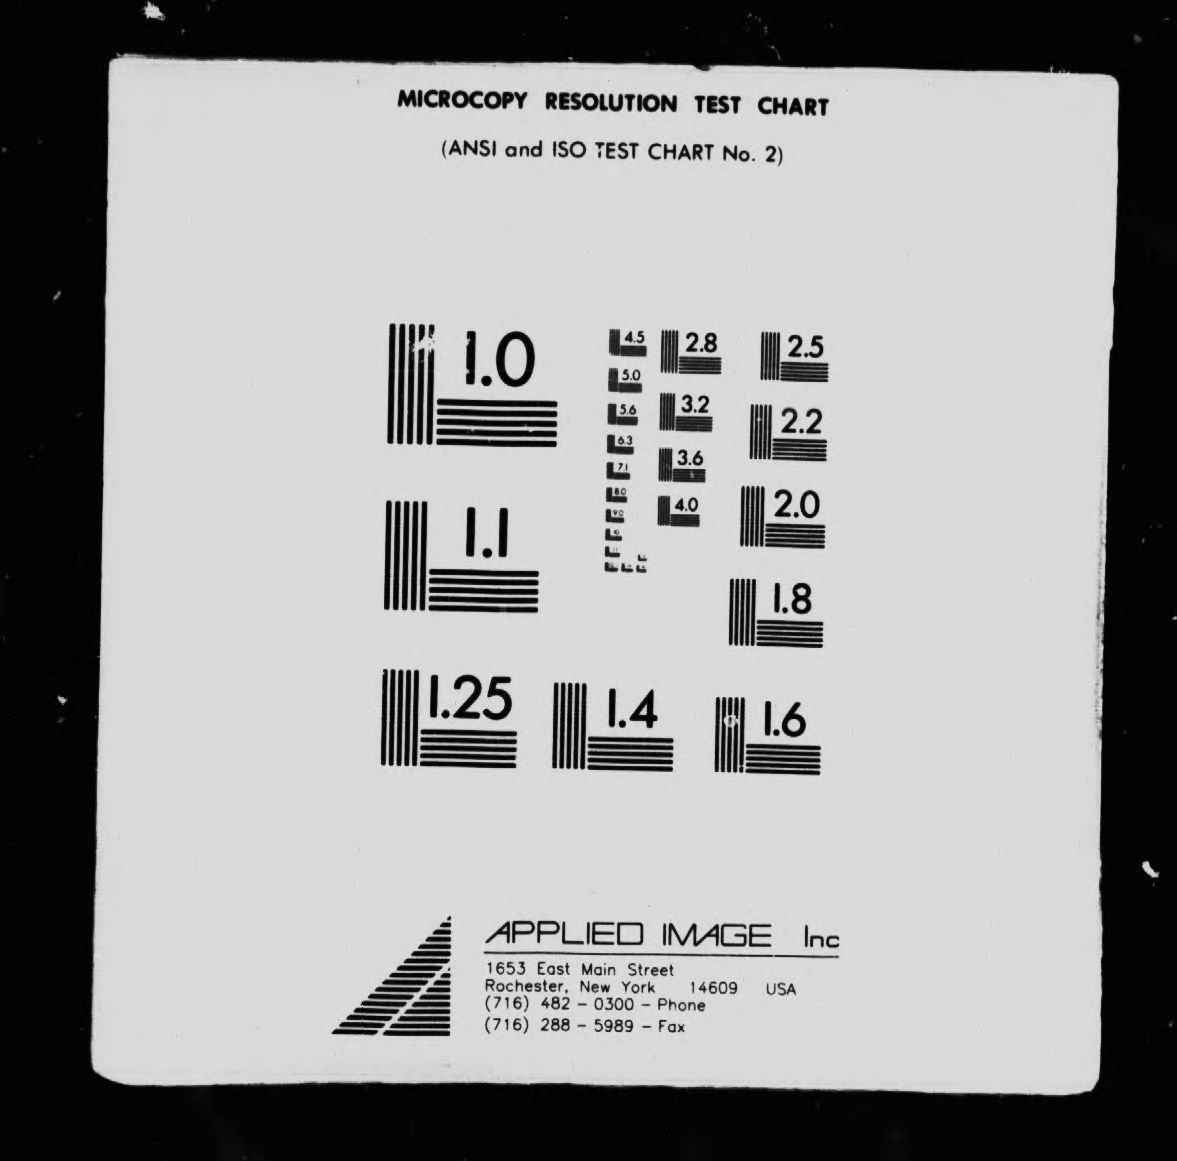 MICROCOPY RESOLUTION TEST CHART
(ANSI and ISO TEST CHART No. 2)
1.0
1.1
1.25
1.4
1.6
1.8
2.0
2.2
2.5
2.8
3.2
3.6
4.0
4.5
5.0
5.6
6.3
7.1
8.0
9.0
APPLIED IMAGE Inc
1653 East Main Street
Rochester, New York 14609 USA
(716) 482 - 0300 - Phone
(716) 288 - 5989 - Fax